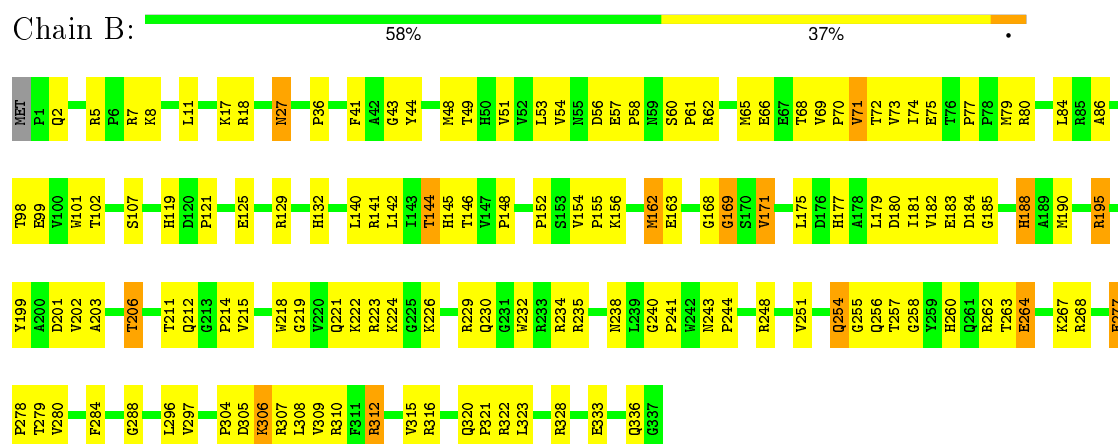 Chain B:
58% 37% •
MET P1 Q2 R5 P6 R7 K8 L11 K17 R18 N27 P36 F41 A42 G43 Y44 M48 T49 H50 V51 V52 L53 V54 N55 D56 E57 P58 N59 S60 P61 R62 M65 E66 E67 T68 V69 P70 V71 T72 V73 I74 E75 T76 P77 P78 M79 R80 L84 R85 A86
T98 E99 V100 W101 T102 S107 H119 D120 P121 E125 R129 H132 L140 R141 L142 I143 T144 H145 T146 V147 P148 P152 S153 V154 P155 K156 M162 E163 G168 G169 S170 V171 L175 D176 H177 A178 L179 D180 I181 V182 E183 D184 G185 H188 A189 M190 R195
Y199 A200 D201 V202 A203 T206 T211 Q212 G213 P214 V215 W218 G219 V220 Q221 K222 R223 K224 G225 K226 R229 Q230 G231 W232 R233 R234 R235 N238 L239 G240 P241 W242 N243 P244 R248 V251 Q254 G255 Q256 T257 G258 Y259 H260 Q261 R262 T263 E264 K267 R268 E277
P278 T279 V280 F284 G288 L296 V297 P304 D305 K306 R307 L308 V309 R310 F311 R312 V315 R316 Q320 P321 R322 L323 R328 E333 Q336 G337